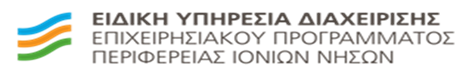 ΕΙΔΙΚΗ ΥΠΗΡΕΣΙΑ ΔΙΑΧΕΙΡΙΣΗΣ
ΕΠΙΧΕΙΡΗΣΙΑΚΟΥ ΠΡΟΓΡΑΜΜΑΤΟΣ
ΠΕΡΙΦΕΡΕΙΑΣ ΙΟΝΙΩΝ ΝΗΣΩΝ